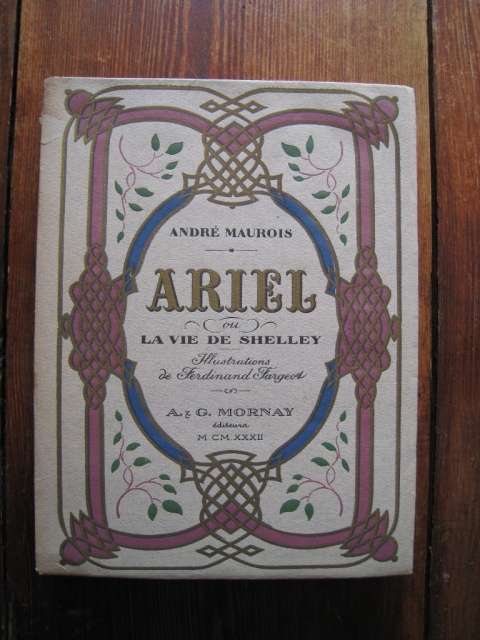 ANDRÉ MAUROIS
ARIEL
ou
LA VIE DE SHELLEY
Illustrations
de Ferdinand Fargeot
A. & G. MORNAY
éditeurs
M.CM.XXXII